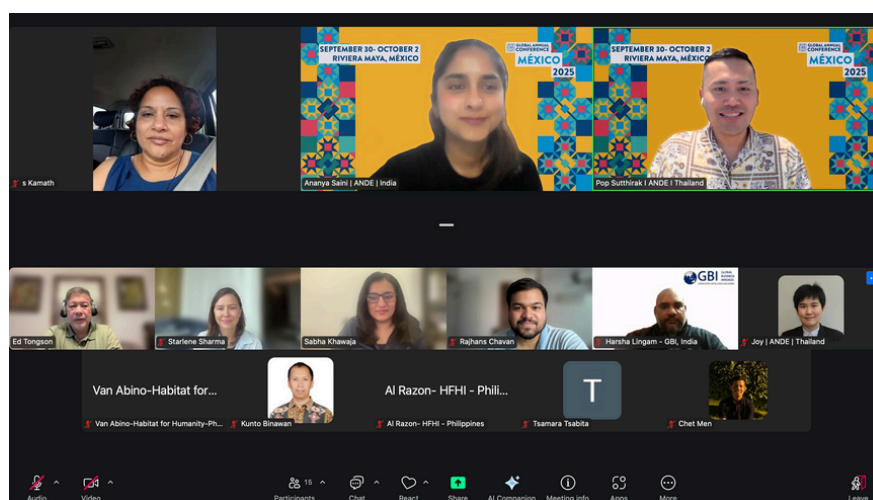 SEPTEMBER 30- OCTOBER 2
RIVIERA MAYA, MÉXICO
GLOBAL ANNUAL
CONFERENCE
MÉXICO
2025
SEPTEMBER 30- OCTOBER 2
RIVIERA MAYA, MÉXICO
GLOBAL ANNUAL
CONFERENCE
MÉXICO
2025
s Kamath
Ananya Saini | ANDE | India
Pop Sutthirak I ANDE I Thailand
GBI
Ed Tongson
Starlene Sharma
Sabha Khawaja
Rajhans Chavan
Harsha Lingam - GBI, India
Joy | ANDE | Thailand
Van Abino-Habitat for...
Al Razon- HFHI - Phili...
T
Van Abino-Habitat for Humanity-Ph...
Kunto Binawan
Al Razon- HFHI - Philippines
Tsamara Tsabita
Chet Men
15
Audio
Video
Participants
Chat
React
Share
AI Companion
Meeting info
Apps
More
Leave